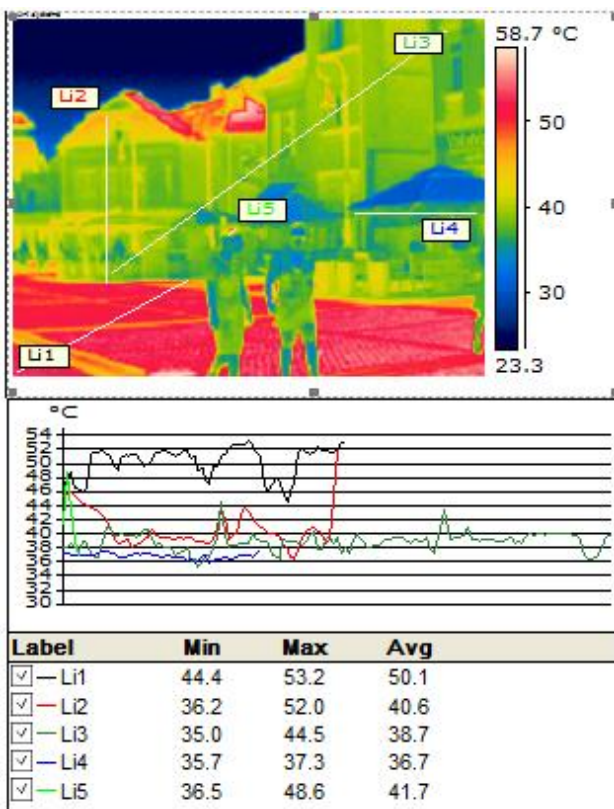 58.7 °C
Li3
Li2
50
40
Li5
Li4
30
Li1
23.3
°C
54
52
50
48
46
44
42
40
38
36
34
32
30
Label Min Max Avg
Li1 44.4 53.2 50.1
Li2 36.2 52.0 40.6
Li3 35.0 44.5 38.7
Li4 35.7 37.3 36.7
Li5 36.5 48.6 41.7